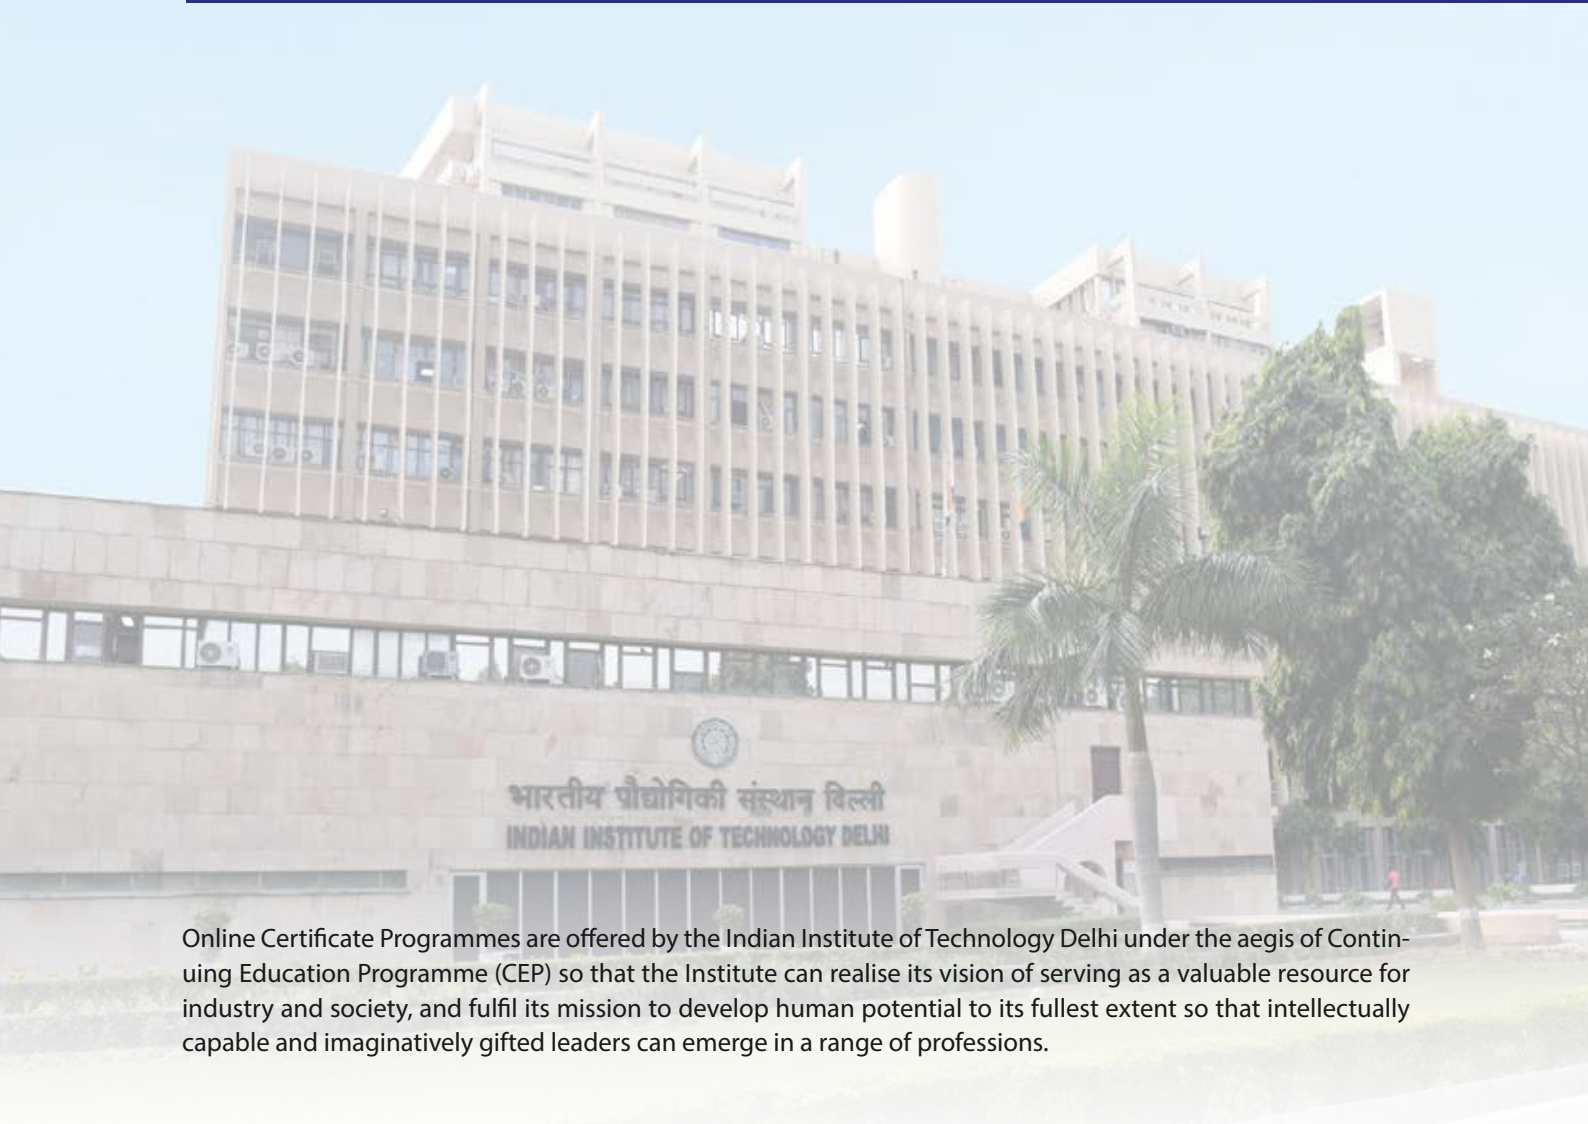 भारतीय प्रौद्योगिकी संस्थान दिल्ली
INDIAN INSTITUTE OF TECHNOLOGY DELHI
Online Certificate Programmes are offered by the Indian Institute of Technology Delhi under the aegis of Contin-
uing Education Programme (CEP) so that the Institute can realise its vision of serving as a valuable resource for
industry and society, and fulfil its mission to develop human potential to its fullest extent so that intellectually
capable and imaginatively gifted leaders can emerge in a range of professions.